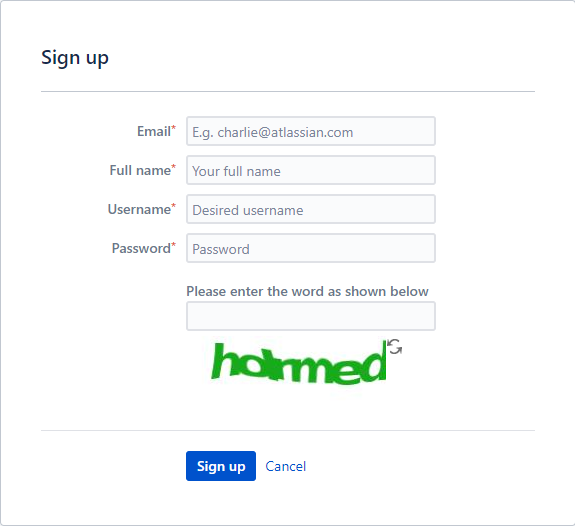 Sign up
Email*
E.g. charlie@atlassian.com
Full name*
Your full name
Username*
Desired username
Password*
Password
Please enter the word as shown below
Sign up
Cancel